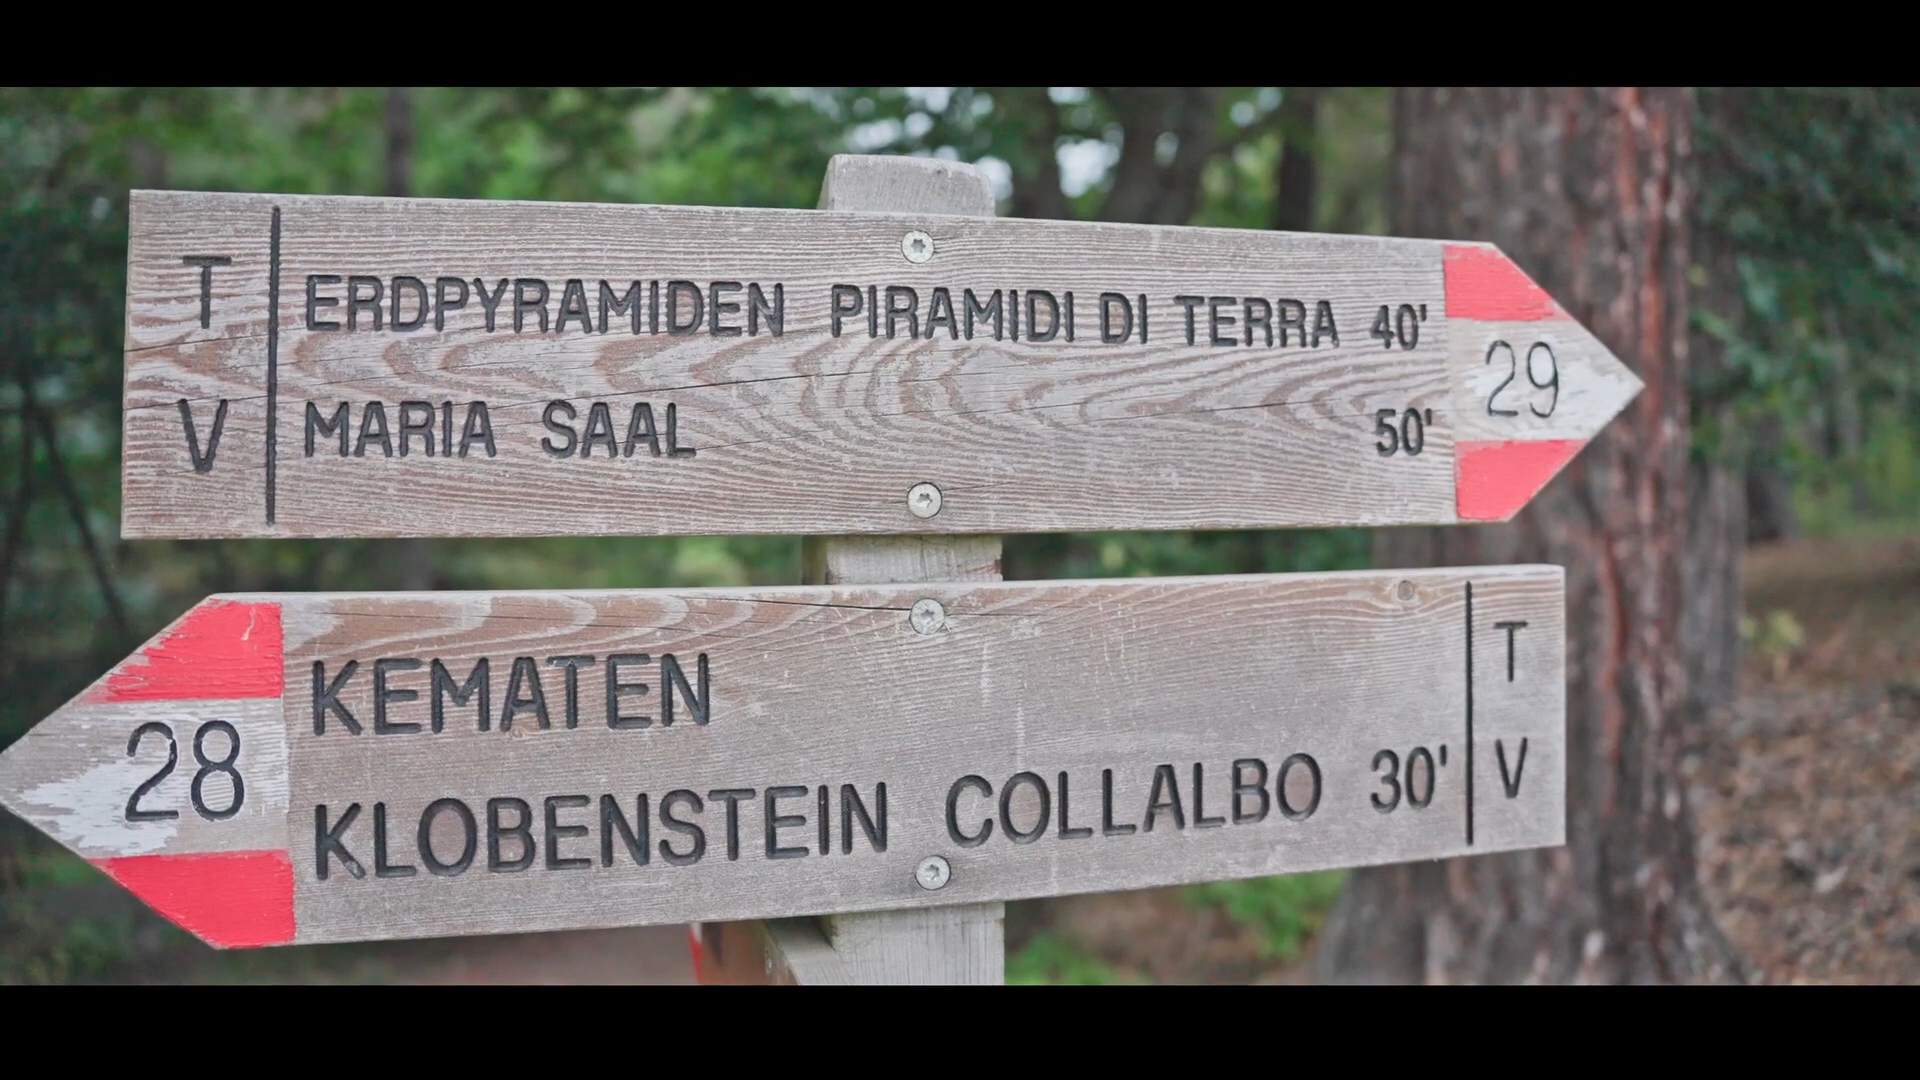 T ERDPYRAMIDEN PIRAMIDI DI TERRA 40'
V MARIA SAAL 50'
29
KEMATEN T
28
KLOBENSTEIN COLLALBO 30' V